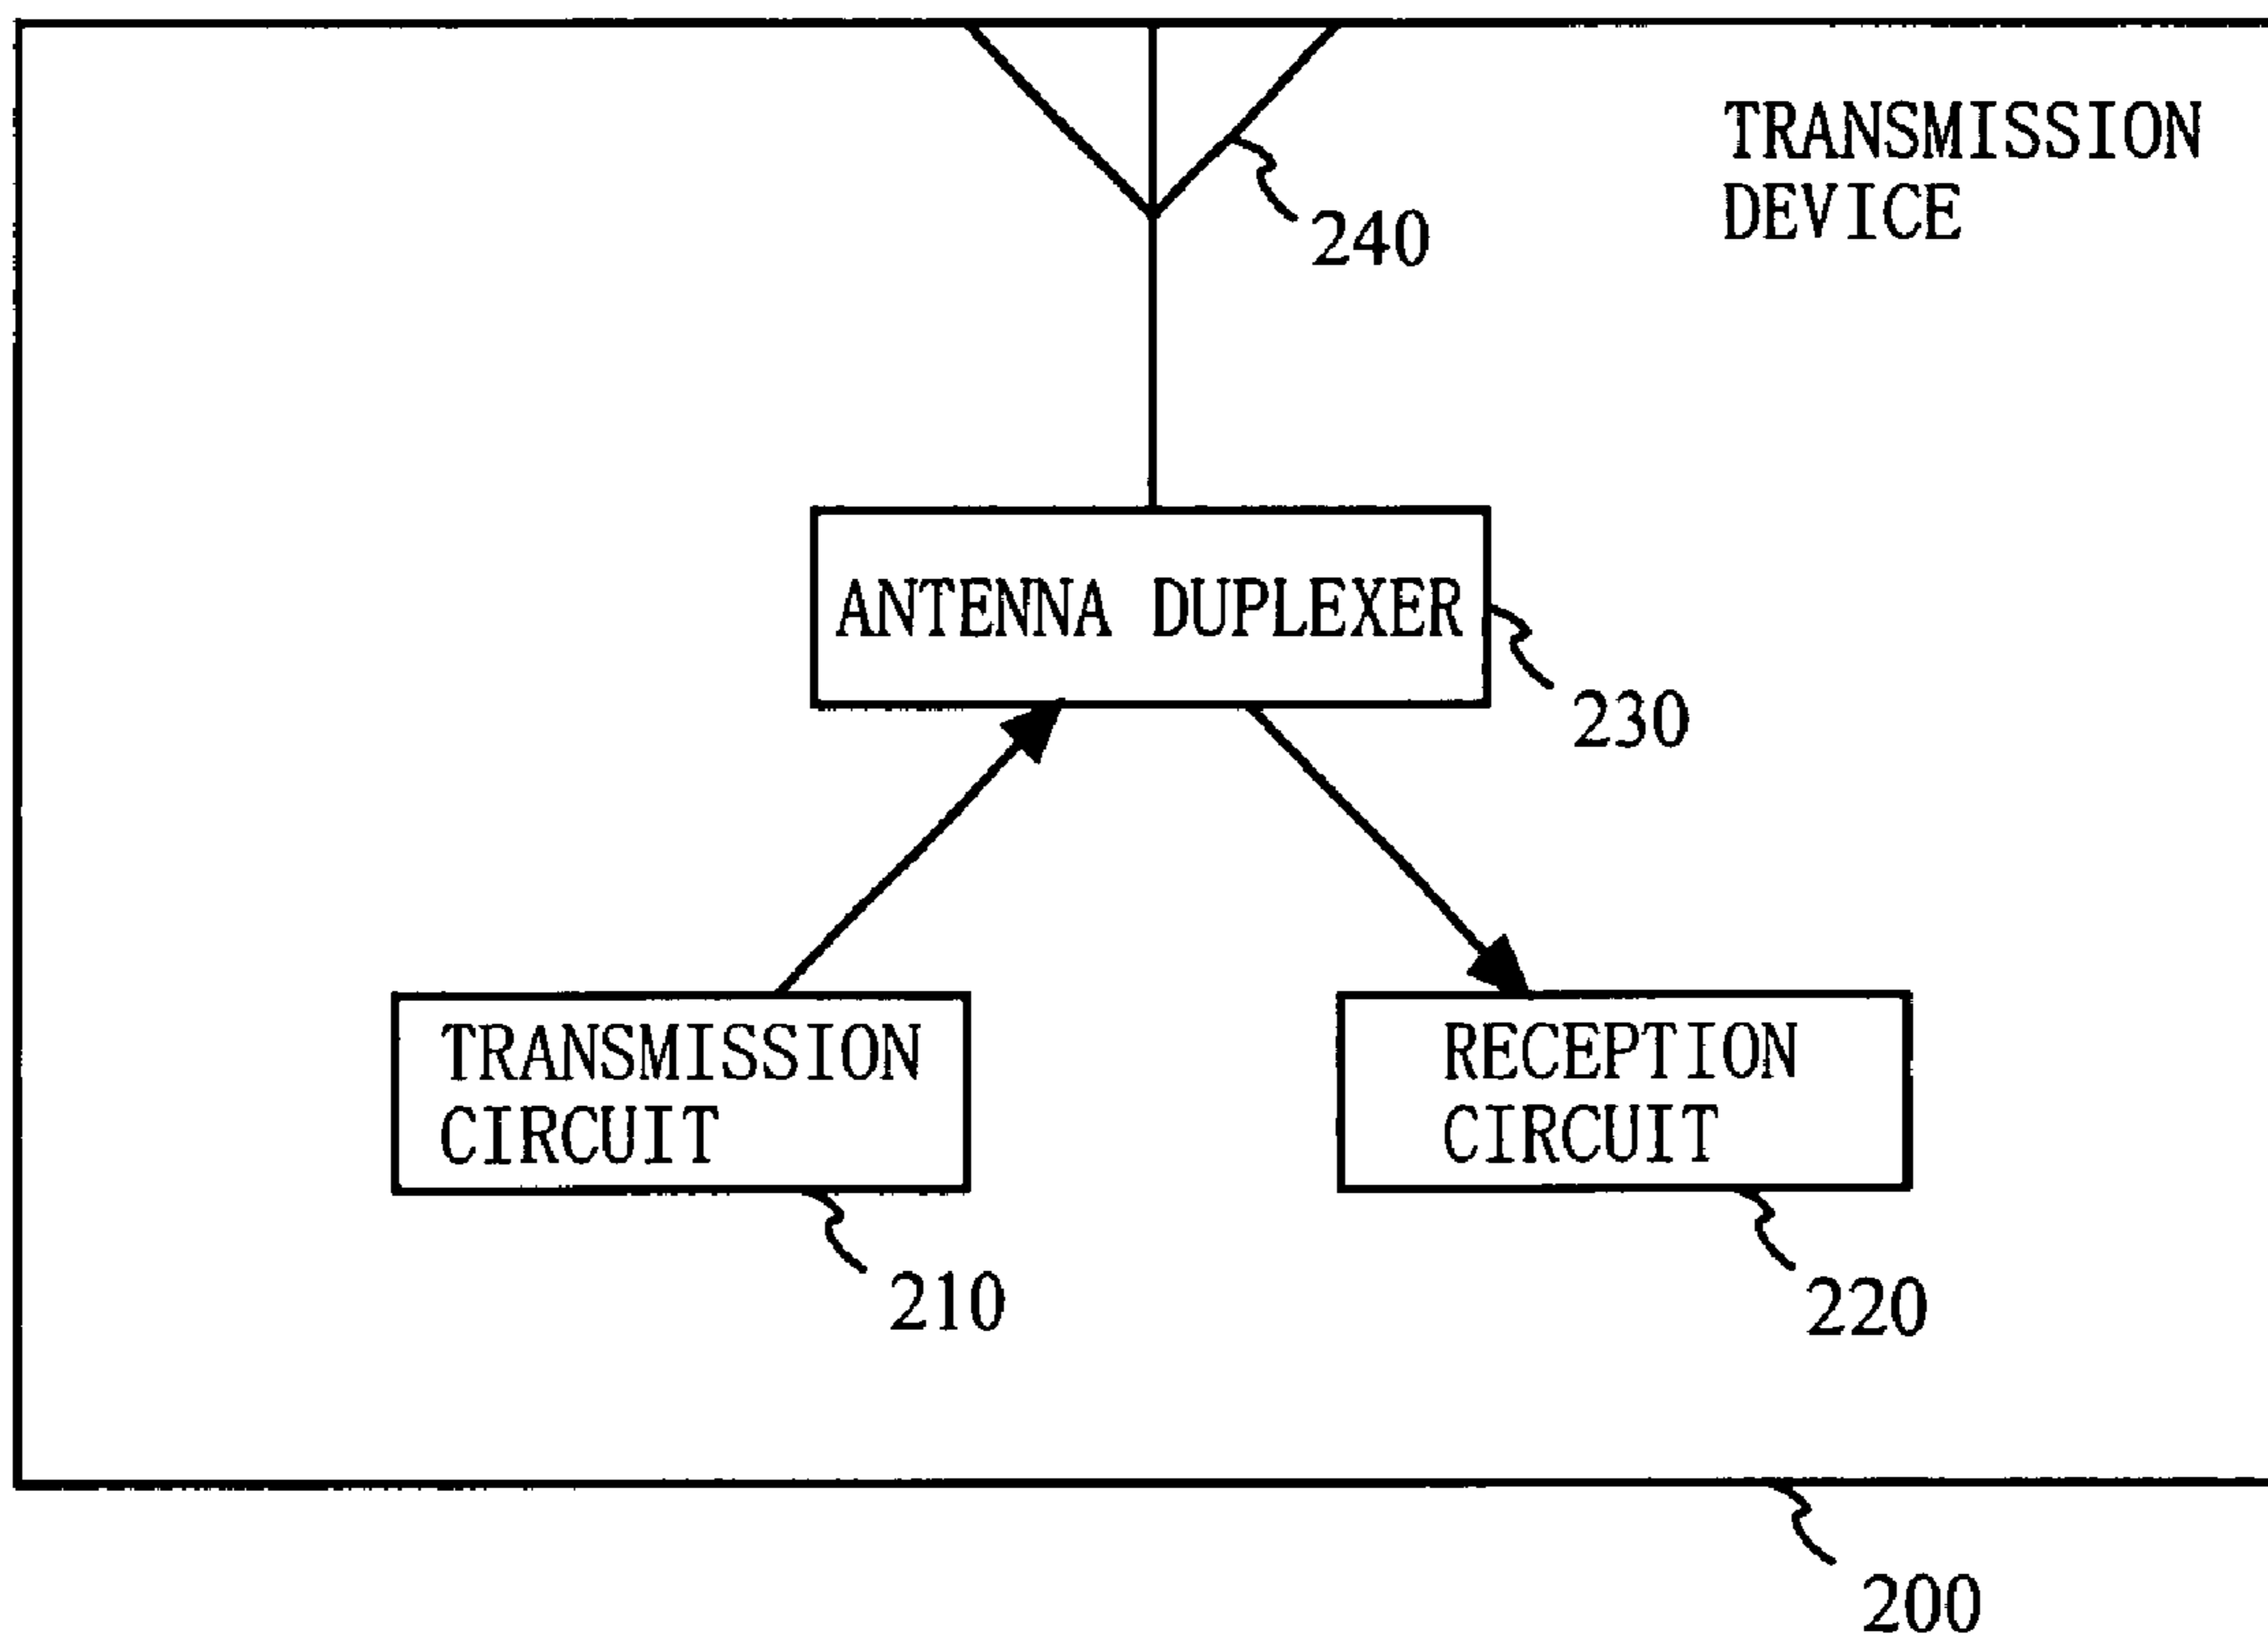 TRANSMISSION
DEVICE
240
ANTENNA DUPLEXER
230
TRANSMISSION
CIRCUIT
RECEPTION
CIRCUIT
210
220
200